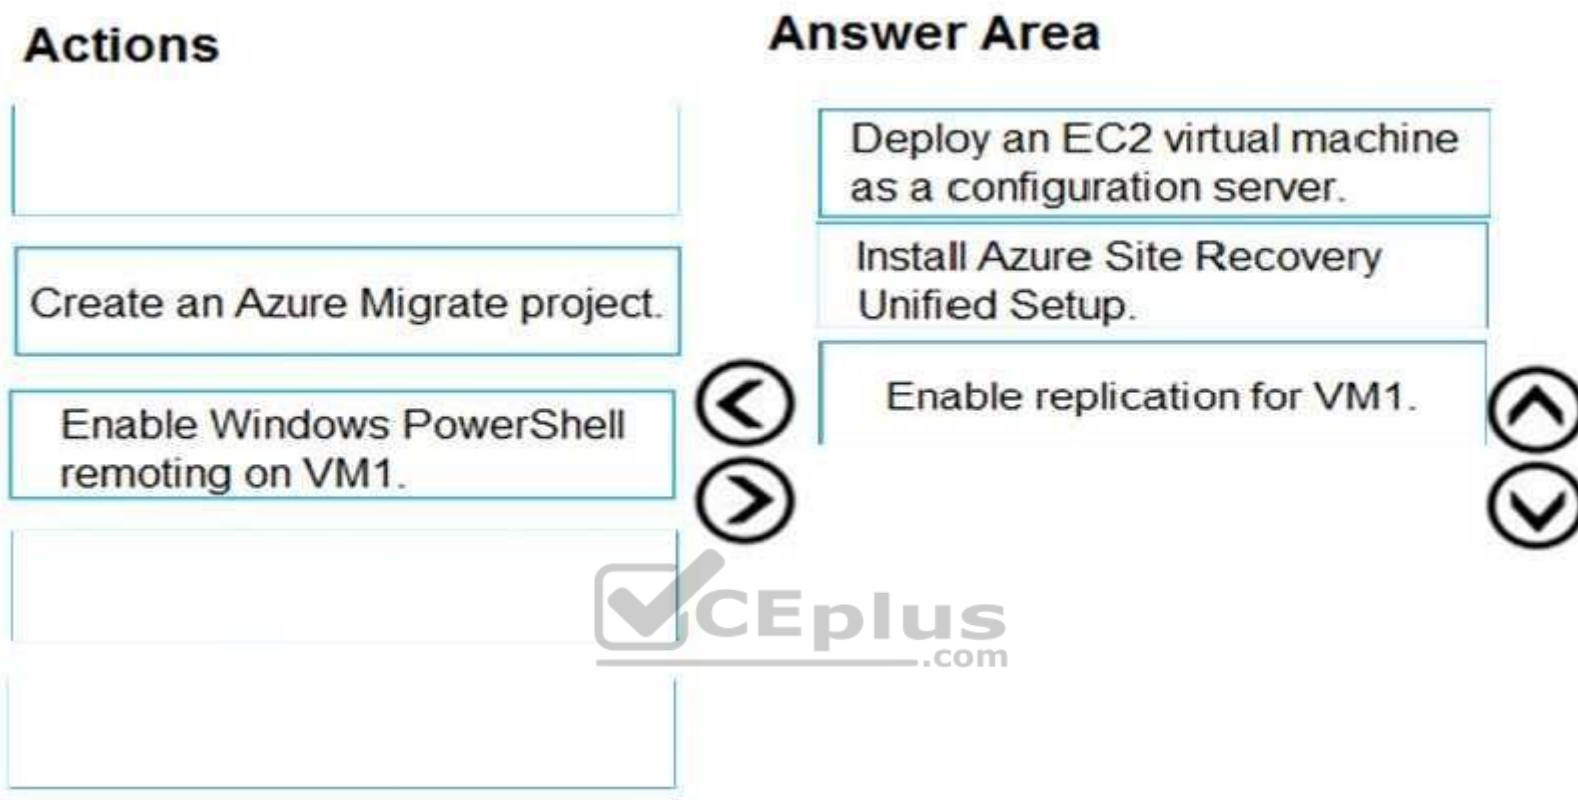 Actions
Answer Area
Create an Azure Migrate project.
Enable Windows PowerShell
remoting on VM1.
Deploy an EC2 virtual machine
as a configuration server.
Install Azure Site Recovery
Unified Setup.
Enable replication for VM1.
CEplus
.com